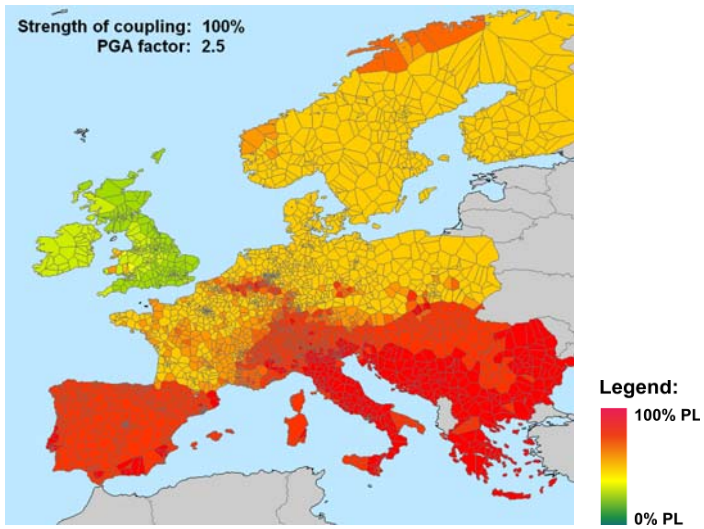 Strength of coupling: 100%
PGA factor: 2.5
Legend:
100% PL
0% PL